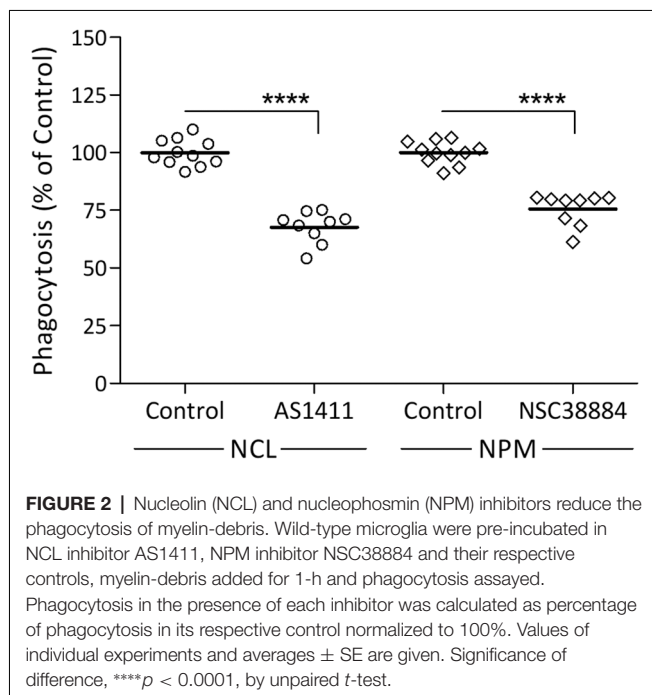 150
125
100
75
50
25
0
Phagocytosis (% of Control)
**** ****
Control AS1411 Control NSC38884
NCL NPM
FIGURE 2 | Nucleolin (NCL) and nucleophosmin (NPM) inhibitors reduce the
phagocytosis of myelin-debris. Wild-type microglia were pre-incubated in
NCL inhibitor AS1411, NPM inhibitor NSC38884 and their respective
controls, myelin-debris added for 1-h and phagocytosis assayed.
Phagocytosis in the presence of each inhibitor was calculated as percentage
of phagocytosis in its respective control normalized to 100%. Values of
individual experiments and averages ± SE are given. Significance of
difference, ****p < 0.0001, by unpaired t-test.